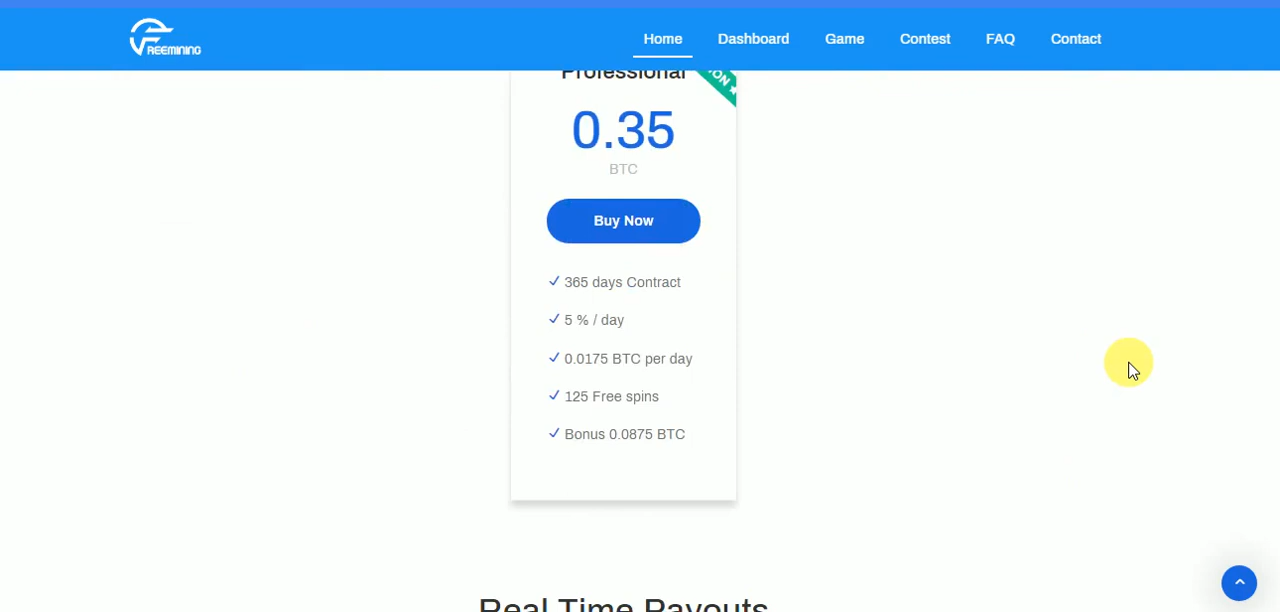 FREEMINING
Home Dashboard Game Contest FAQ Contact
Professional
0.35
BTC
Buy Now
365 days Contract
5 % / day
0.0175 BTC per day
125 Free spins
Bonus 0.0875 BTC
Real Time Payouts